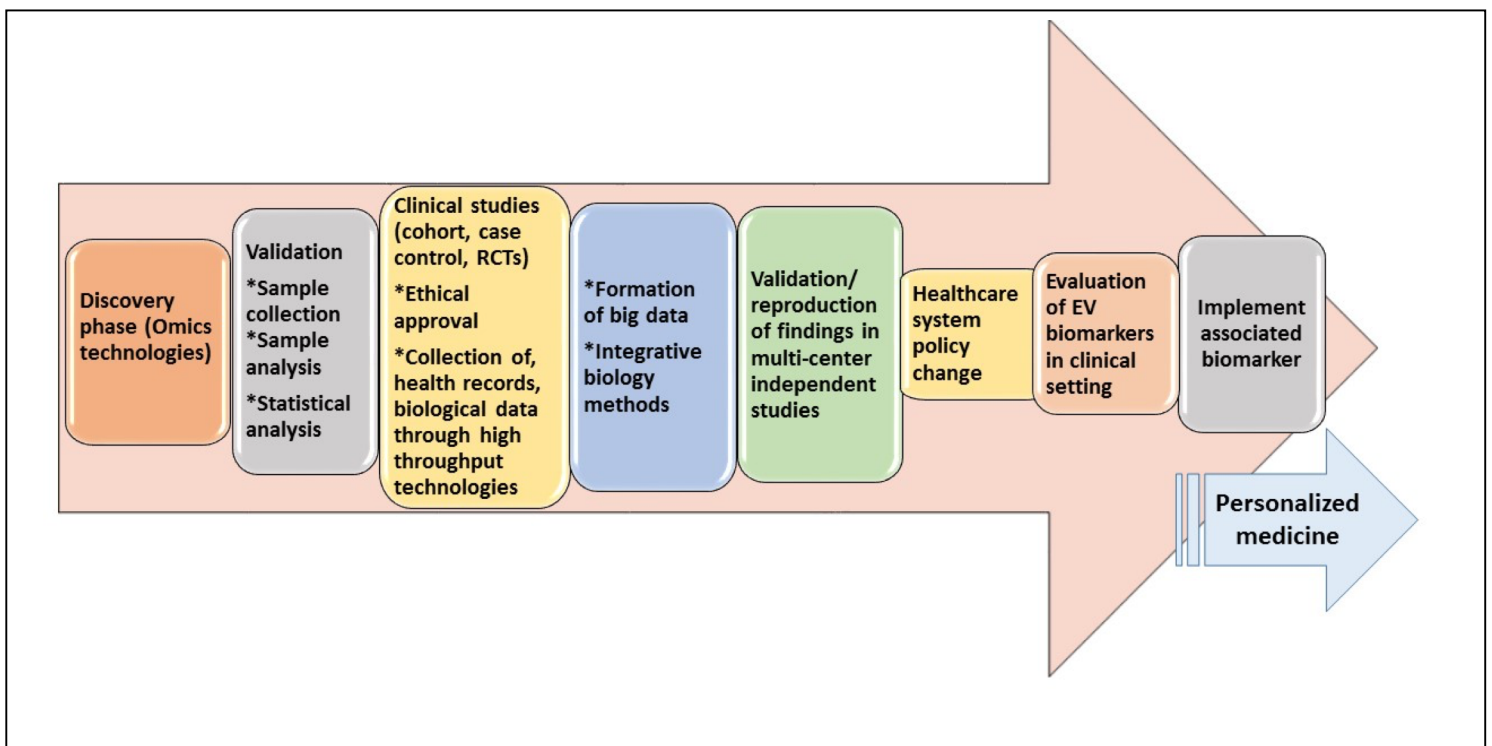 Discovery
phase (Omics
technologies)
Validation
*Sample
collection
*Sample
analysis
*Statistical
analysis
Clinical studies
(cohort, case
control, RCTs)
*Ethical
approval
*Collection of,
health records,
biological data
through high
throughput
technologies
*Formation
of big data
*Integrative
biology
methods
Validation/
reproduction
of findings in
multi-center
independent
studies
Healthcare
system
policy
change
Evaluation
of EV
biomarkers
in clinical
setting
Implement
associated
biomarker
Personalized
medicine